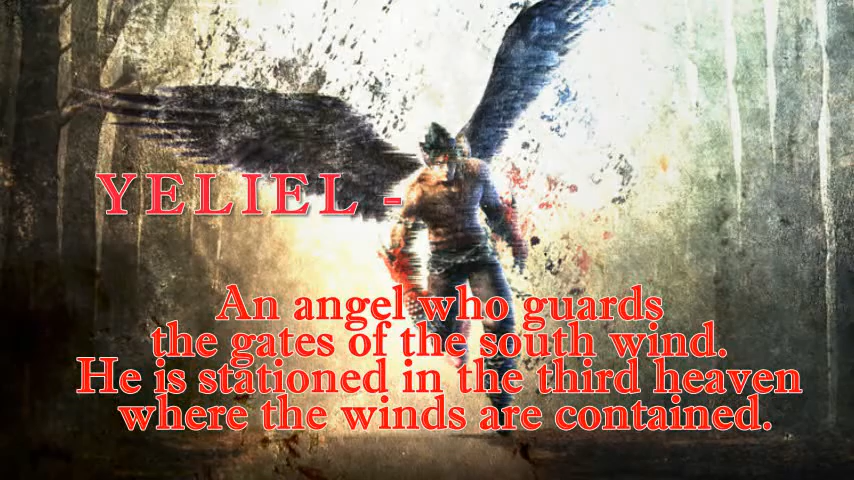 YELIEL -
An angel who guards
the gates of the south wind.
He is stationed in the third heaven
where the winds are contained.